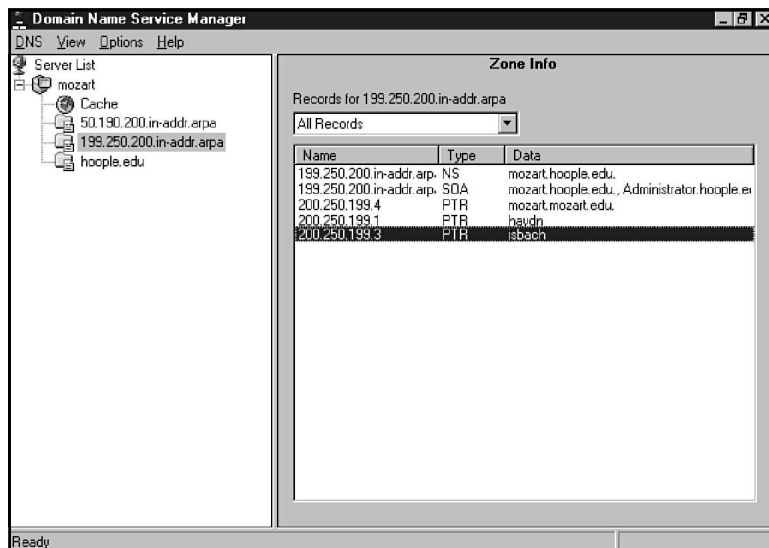 Domain Name Service Manager
DNS View Options Help
Server List
mozart
Cache
50.190.200.in-addr.arpa
199.250.200.in-addr.arpa
hoople.edu
Zone Info
Records for 199.250.200.in-addr.arpa
All Records
Name Type Data
199.250.200.in-addr.arp. NS mozart.hoople.edu.
199.250.200.in-addr.arp. SOA mozart.hoople.edu., Administrator.hoople.e
200.250.199.4 PTR mozart.mozart.edu.
200.250.199.1 PTR haydn
200.250.199.3 PTR jsbach
Ready